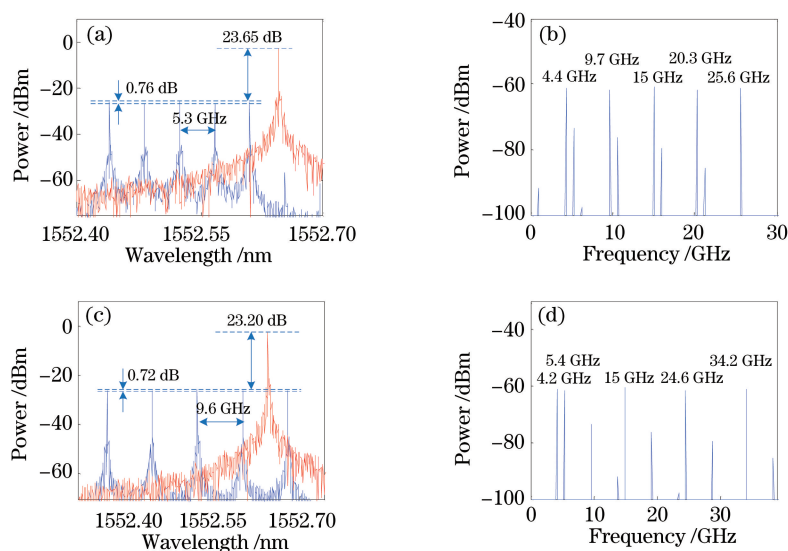 (a)
23.65 dB
0.76 dB
5.3 GHz
0
−20
−40
−60
Power /dBm
1552.40
1552.55
1552.70
Wavelength /nm
(b)
9.7 GHz
20.3 GHz
4.4 GHz
15 GHz
25.6 GHz
−40
−60
−80
−100
Power /dBm
0
10
20
30
Frequency /GHz
(c)
23.20 dB
0.72 dB
9.6 GHz
0
−20
−40
−60
Power /dBm
1552.40
1552.55
1552.70
Wavelength /nm
(d)
5.4 GHz
34.2 GHz
4.2 GHz
15 GHz
24.6 GHz
−40
−60
−80
−100
Power /dBm
0
10
20
30
Frequency /GHz